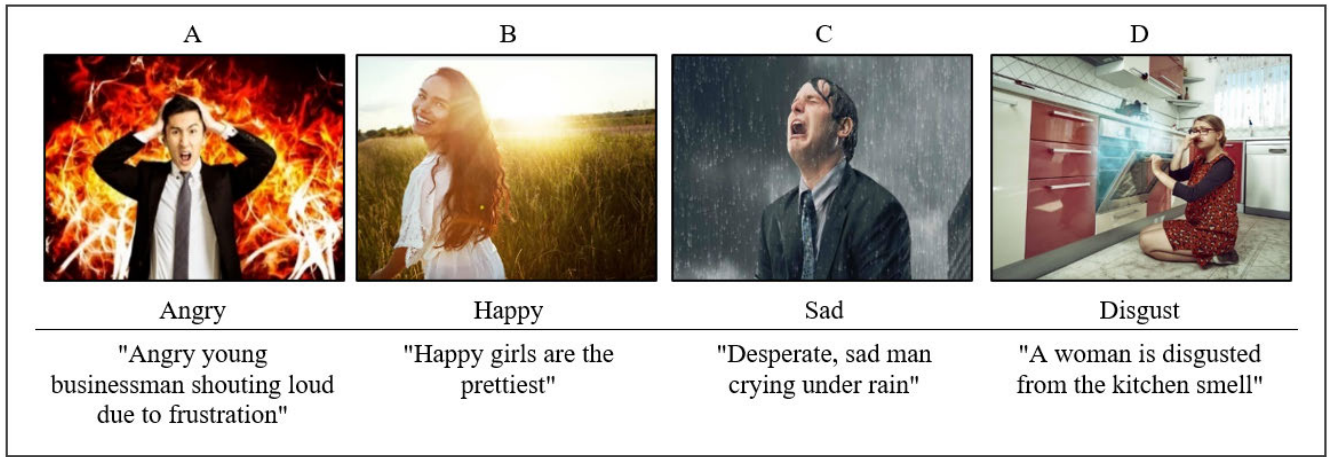 A
B
C
D
Angry
Happy
Sad
Disgust
"Angry young
businessman shouting loud
due to frustration"
"Happy girls are the
prettiest"
"Desperate, sad man
crying under rain"
"A woman is disgusted
from the kitchen smell"